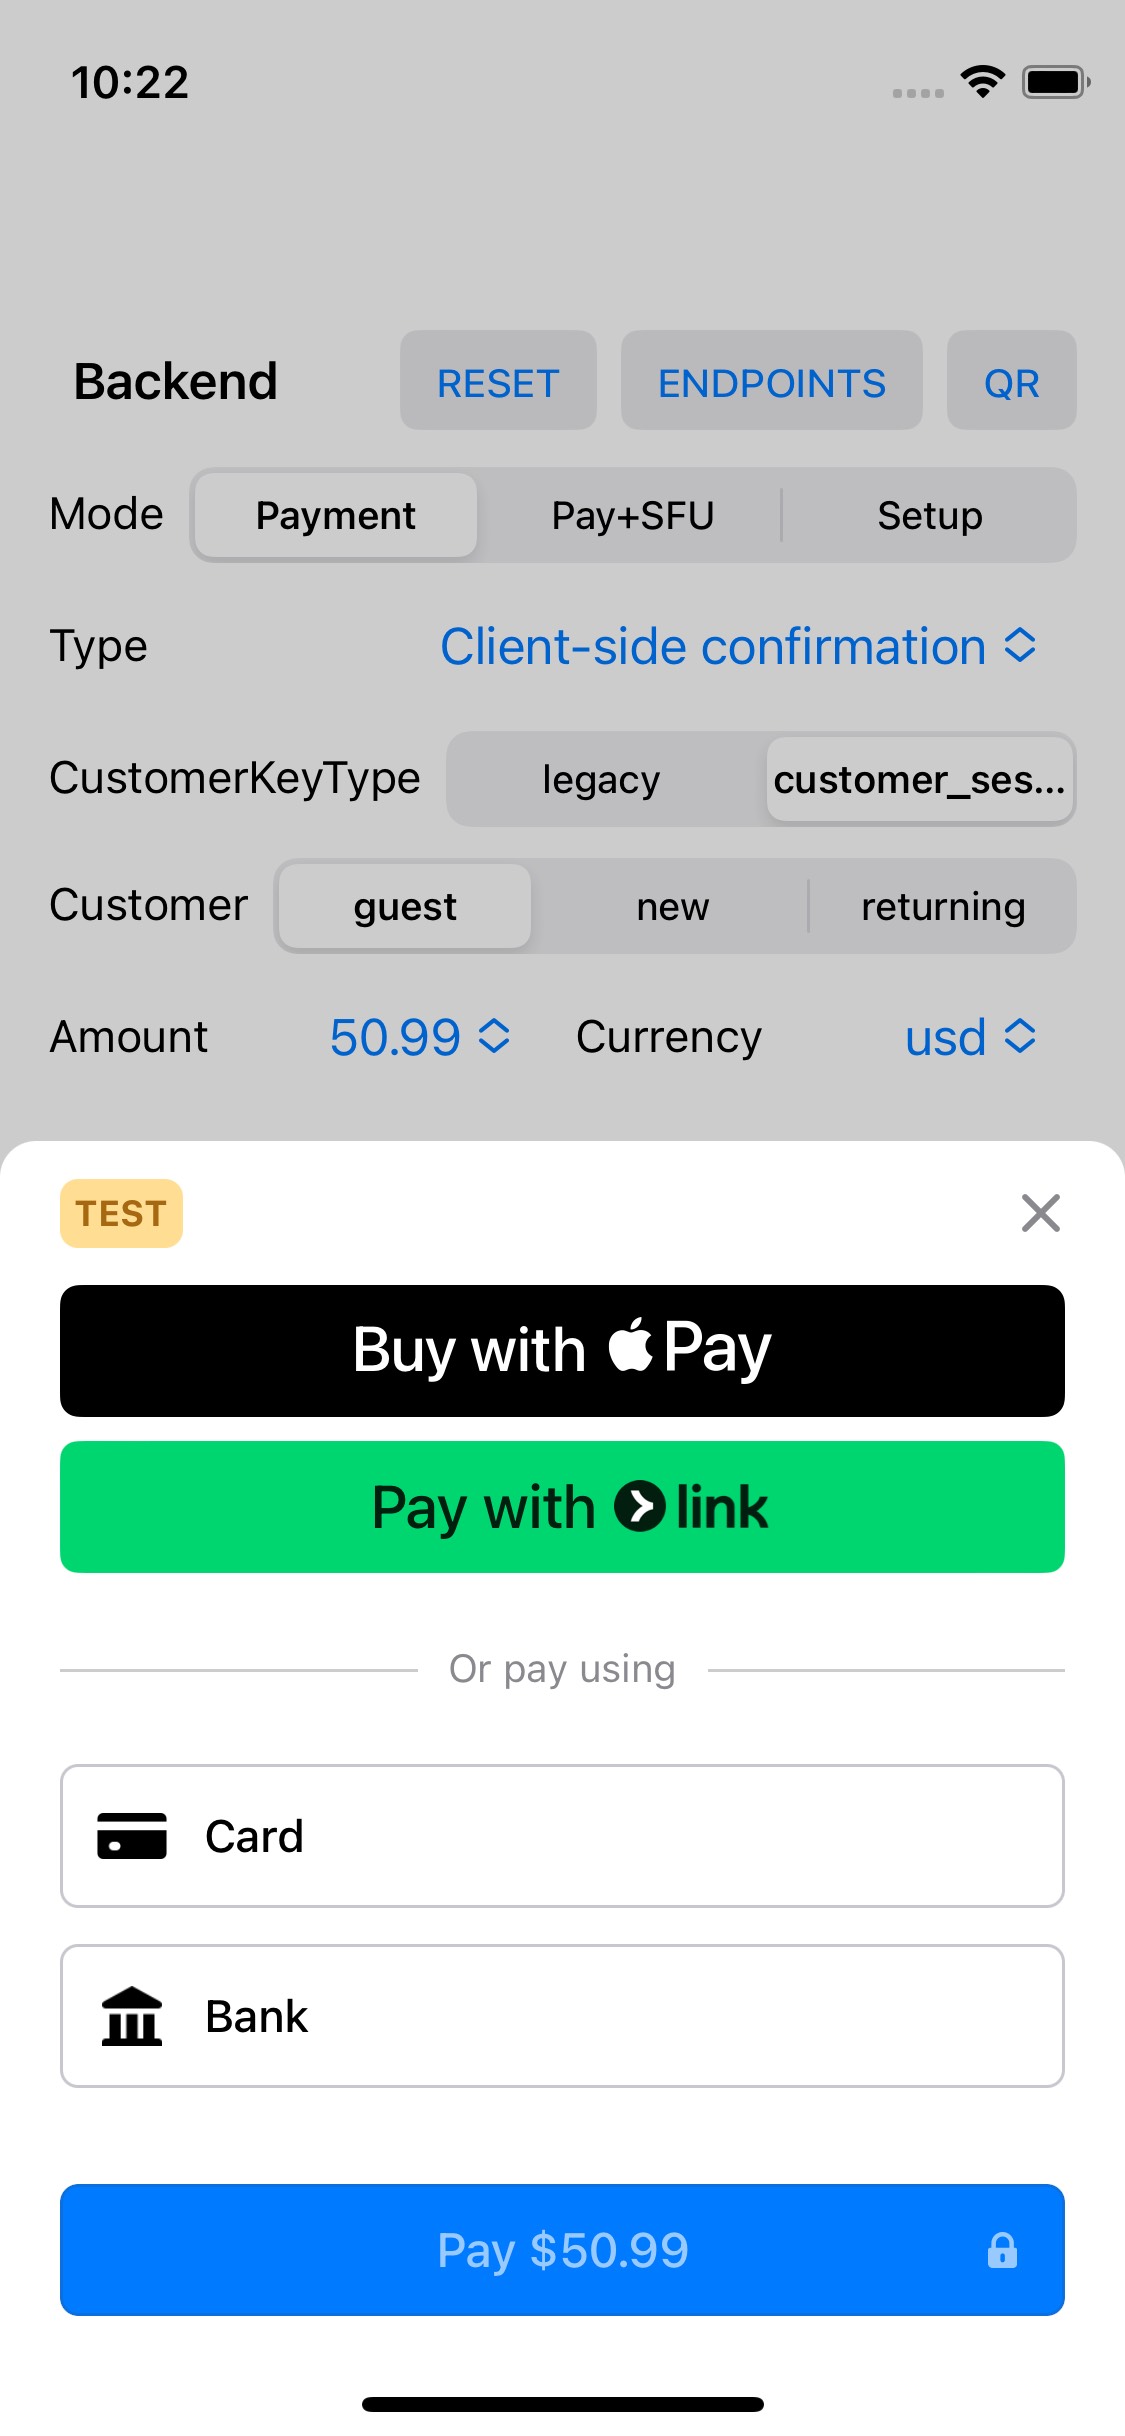 10:22
Backend RESET ENDPOINTS QR
Mode Payment Pay+SFU Setup
Type Client-side confirmation
CustomerKeyType legacy customer_ses...
Customer guest new returning
Amount 50.99 Currency usd
TEST
Buy with Pay
Pay with link
Or pay using
Card
Bank
Pay $50.99